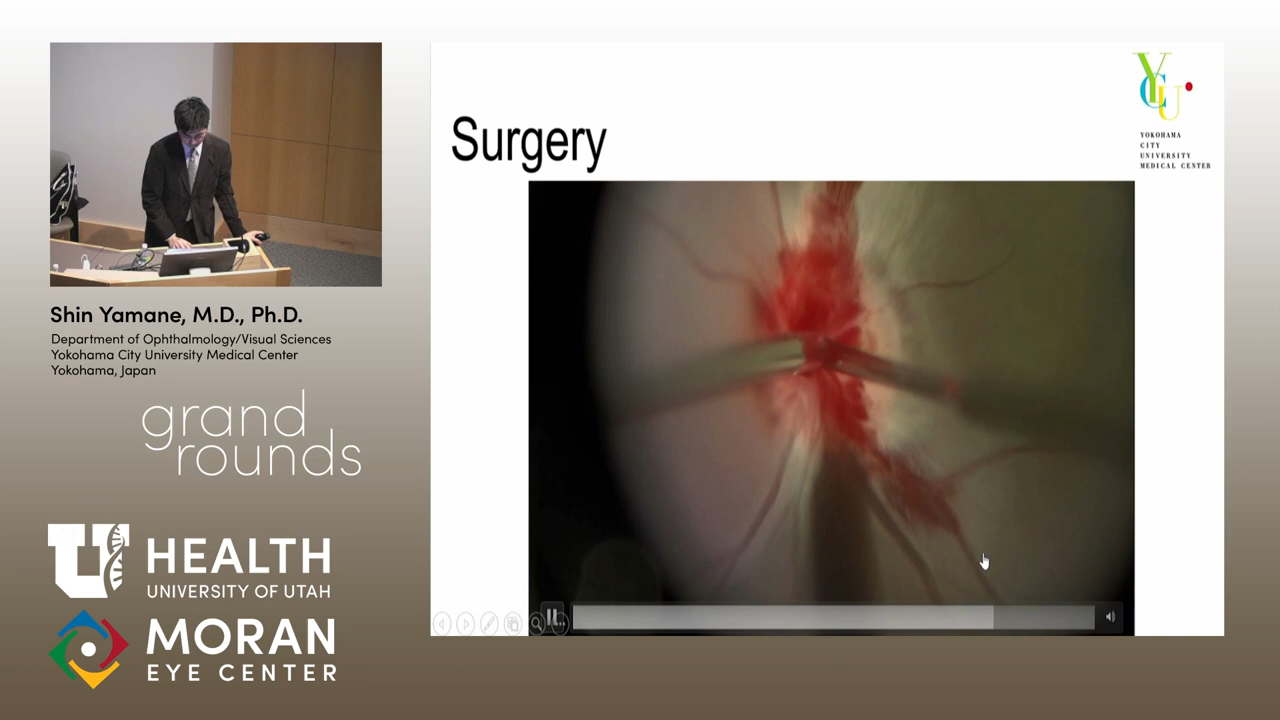 Shin Yamane, M.D., Ph.D.
Department of Ophthalmology/Visual Sciences
Yokohama City University Medical Center
Yokohama, Japan
grand
rounds
U
HEALTH
UNIVERSITY OF UTAH
MORAN
EYE CENTER
Surgery
YCU
YOKOHAMA
CITY
UNIVERSITY
MEDICAL CENTER